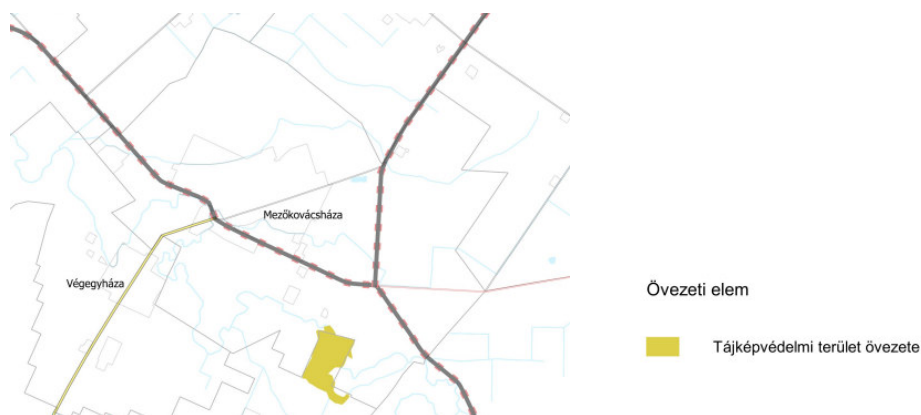 Mezőkovácsháza
Végegyháza
Övezeti elem
Tájképvédelmi terület övezete